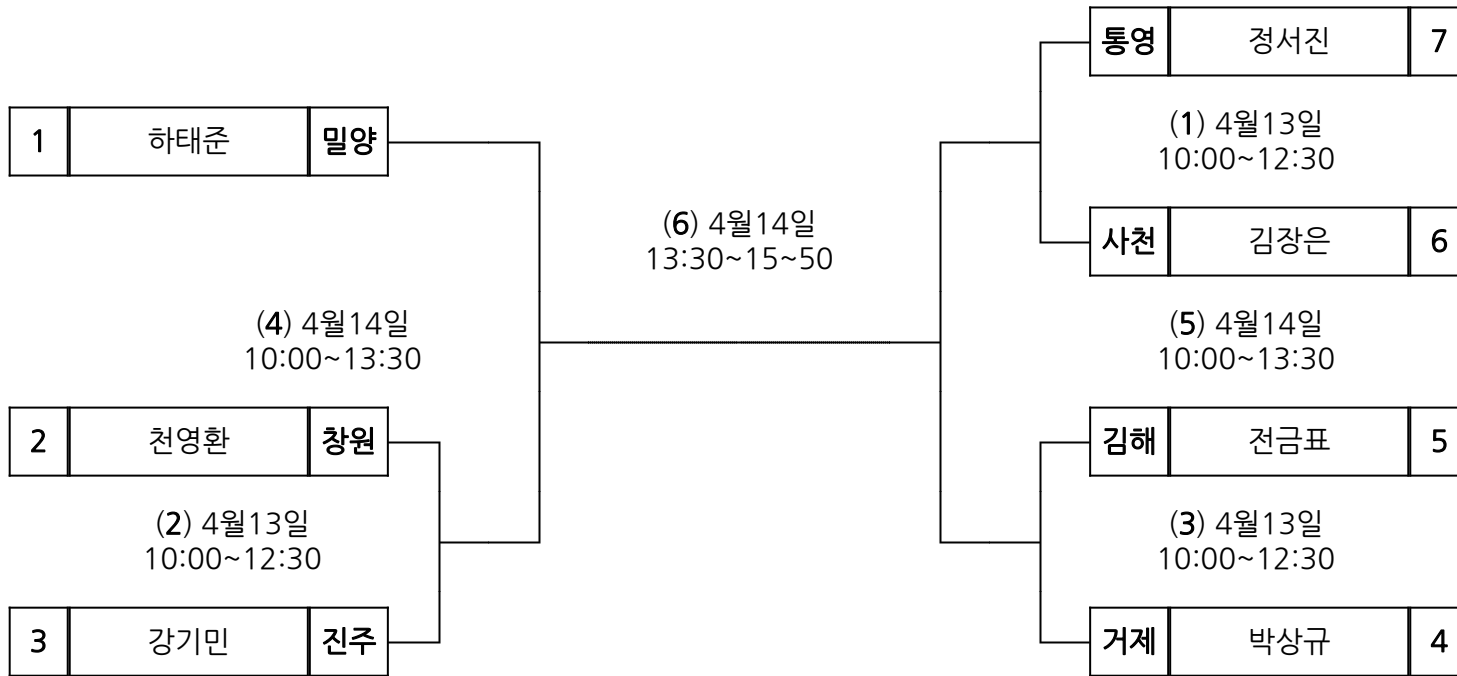 통영 정서진 7
1 하태준 밀양
(1) 4월13일
10:00~12:30
(6) 4월14일
13:30~15~50
사천 김장은 6
(4) 4월14일
10:00~13:30
(5) 4월14일
10:00~13:30
2 천영환 창원
김해 전금표 5
(2) 4월13일
10:00~12:30
(3) 4월13일
10:00~12:30
3 강기민 진주
거제 박상규 4